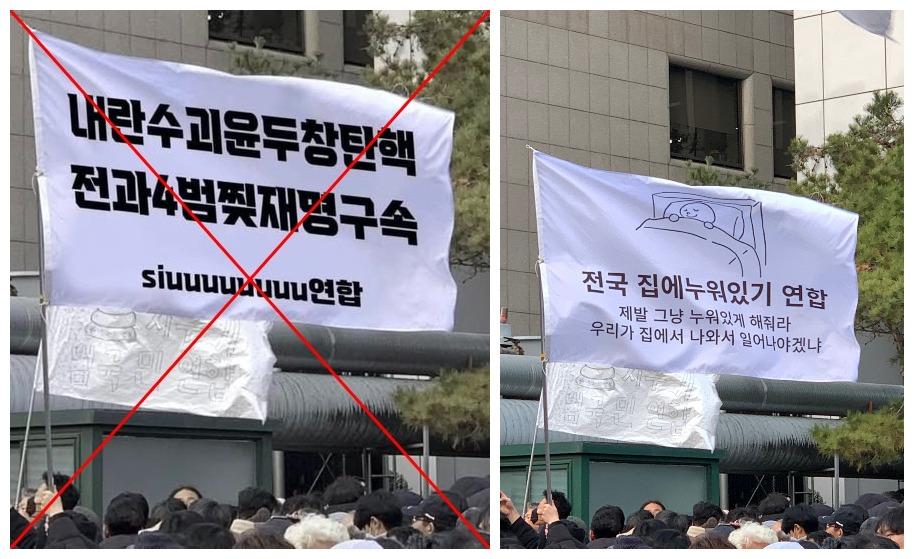 내란수괴윤두창탄핵
전과4범찢재명구속
siuuuuuuuuu연합
전국 집에누워있기 연합
제발 그냥 누워있게 해줘라
우리가 집에서 나와서 일어나야겠냐